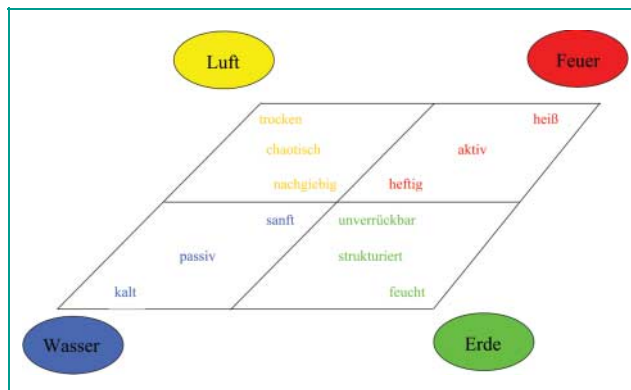 Luft
Feuer
trocken
heiß
chaotisch
aktiv
nachgiebig
heftig
sanft
unverrückbar
passiv
strukturiert
kalt
feucht
Wasser
Erde